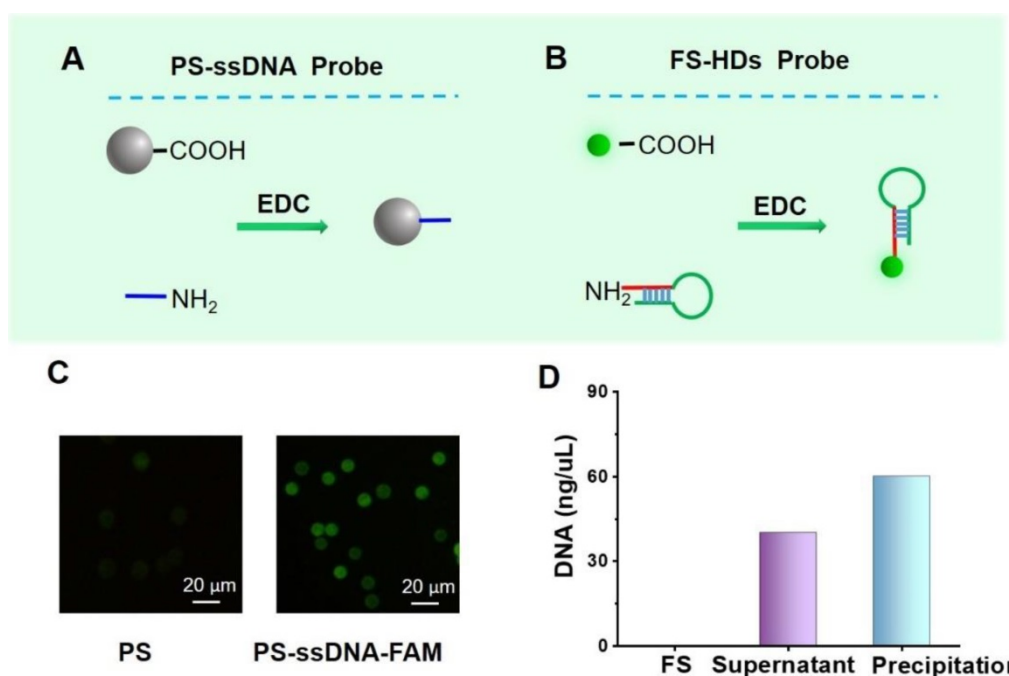 A
PS-ssDNA Probe
COOH
EDC
NH2
B
FS-HDs Probe
COOH
EDC
NH2
C
20 μm
20 μm
PS
PS-ssDNA-FAM
D
DNA (ng/uL)
90
60
30
0
FS Supernatant Precipitation